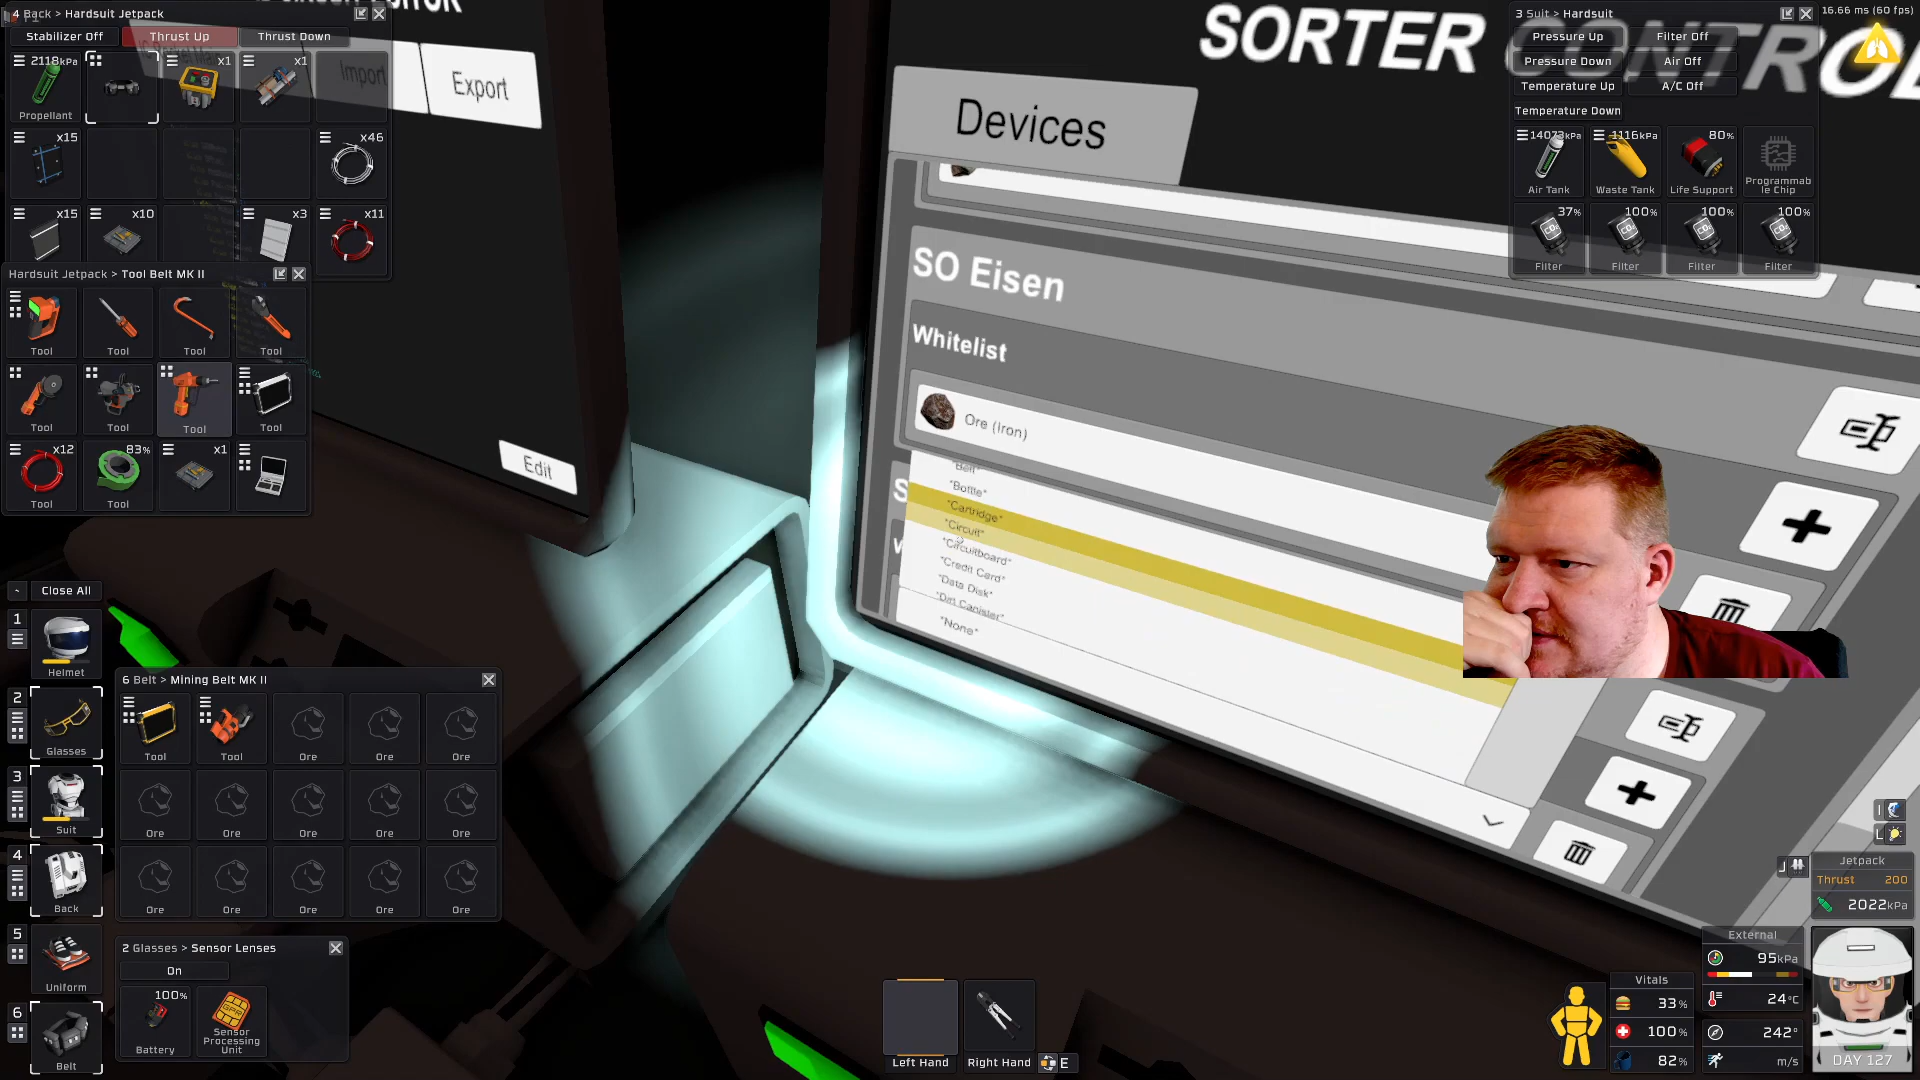 4 Back > Hardsuit Jetpack
Stabilizer Off
Thrust Up
Thrust Down
2118kPa
x1
x1
Import
Export
Propellant
x15
x46
x15
x10
x3
x11
Hardsuit Jetpack > Tool Belt MK II
Tool
Tool
Tool
Tool
Tool
Tool
Tool
Tool
x12
83%
x1
Tool
Tool
Tool
Tool
Edit
~
Close All
1
Helmet
2
Glasses
3
Suit
4
Back
5
Uniform
6
Belt
6 Belt > Mining Belt MK II
Tool
Tool
Ore
Ore
Ore
Ore
Ore
Ore
Ore
Ore
Ore
Ore
Ore
Ore
Ore
2 Glasses > Sensor Lenses
On
100%
Battery
Sensor
Processing
Unit
SORTER CONTROL
Devices
SO Eisen
Whitelist
Ore (Iron)
"Belt"
"Bottle"
"Cartridge"
"Circuit"
"Circuitboard"
"Credit Card"
"Data Disk"
"Dirt Canister"
"None"
3 Suit > Hardsuit
16.66 ms (60 fps)
Pressure Up
Filter Off
Pressure Down
Air Off
Temperature Up
A/C Off
Temperature Down
14073kPa
1116kPa
80%
Air Tank
Waste Tank
Life Support
Programmab
le Chip
37%
100%
100%
100%
Filter
Filter
Filter
Filter
Left Hand
Right Hand
E
I
L
J
Jetpack
Thrust 200
2022kPa
External
95kPa
24°C
242°
m/s
Vitals
33%
100%
82%
DAY 127